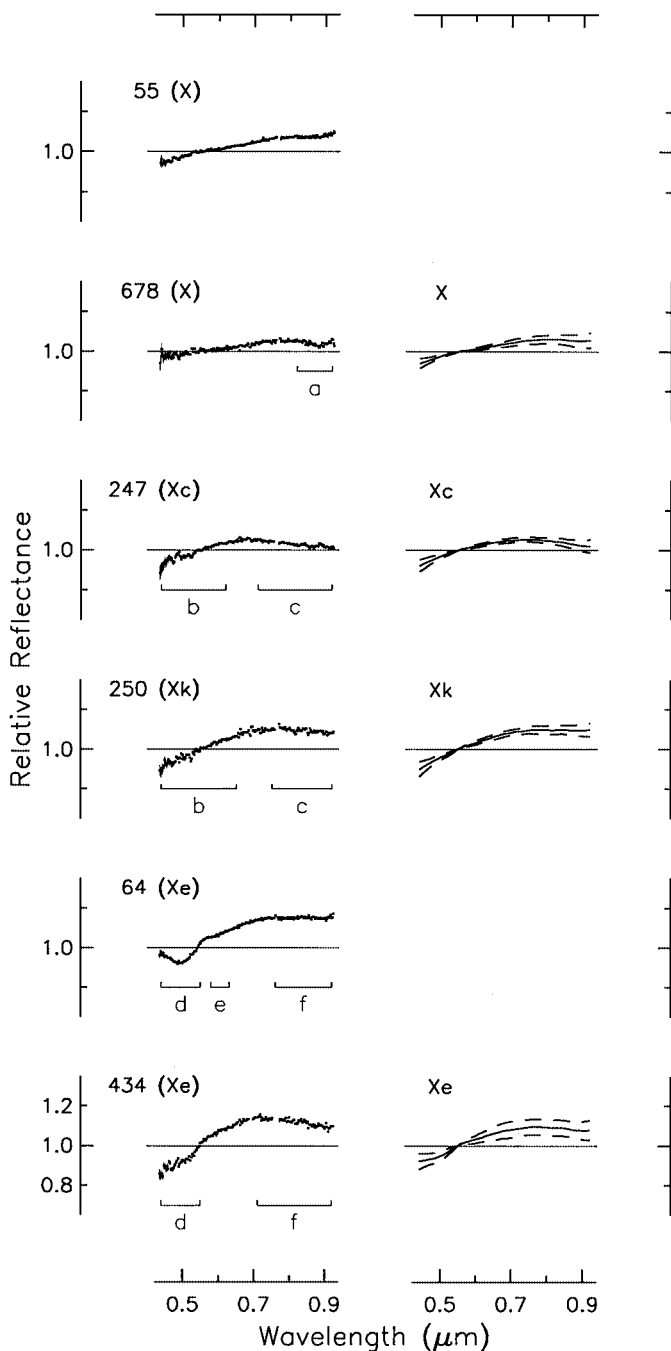 55 (X)
1.0
678 (X)
X
1.0
a
247 (Xc)
Xc
1.0
b
c
250 (Xk)
Xk
1.0
b
c
64 (Xe)
1.0
d
e
f
434 (Xe)
Xe
1.2
1.0
0.8
d
f
0.5 0.7 0.9 0.5 0.7 0.9
Wavelength (μm)
Relative Reflectance